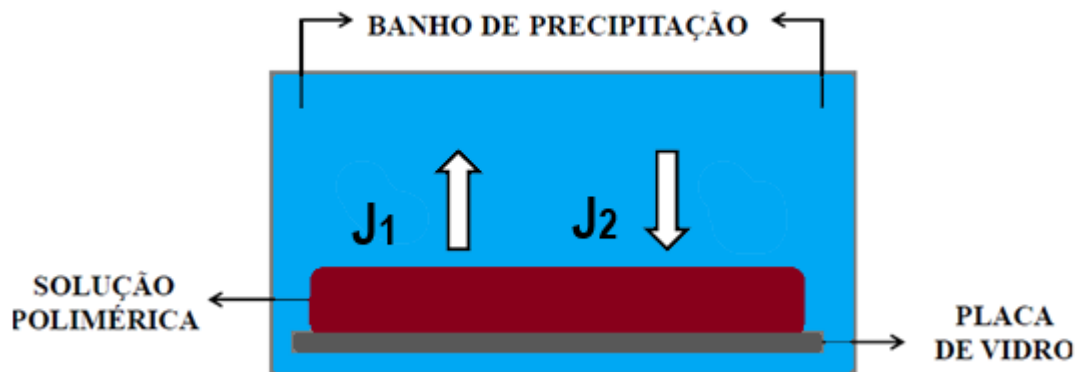 BANHO DE PRECIPITAÇÃO
J1
J2
SOLUÇÃO
POLIMÉRICA
PLACA
DE VIDRO